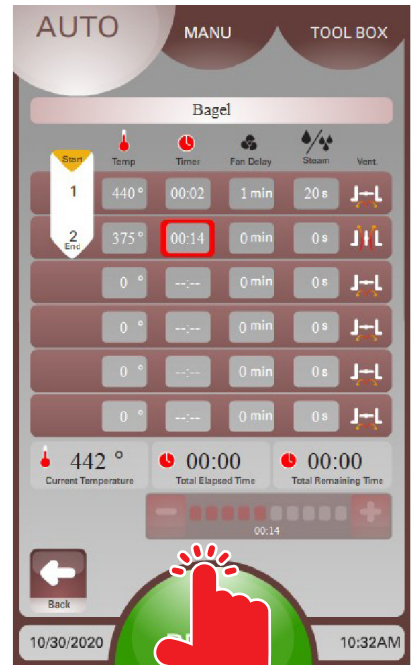 AUTO MANU TOOL BOX
Bagel
Start Temp Timer Fan Delay Steam Vent.
1 440° 00:02 1 min 20 s
2 375° 00:14 0 min 0 s
End
0 ° --:-- 0 min 0 s
0 ° --:-- 0 min 0 s
0 ° --:-- 0 min 0 s
0 ° --:-- 0 min 0 s
442 ° 00:00 00:00
Current Temperature Total Elapsed Time Total Remaining Time
- +
00:14
Back
10/30/2020 10:32AM